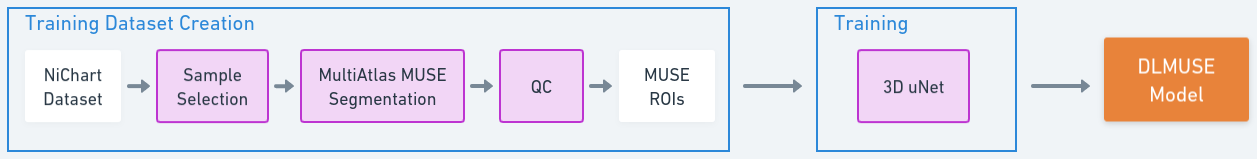 Training Dataset Creation
NiChart
Dataset
Sample
Selection
MultiAtlas MUSE
Segmentation
QC
MUSE
ROIs
Training
3D uNet
DLMUSE
Model